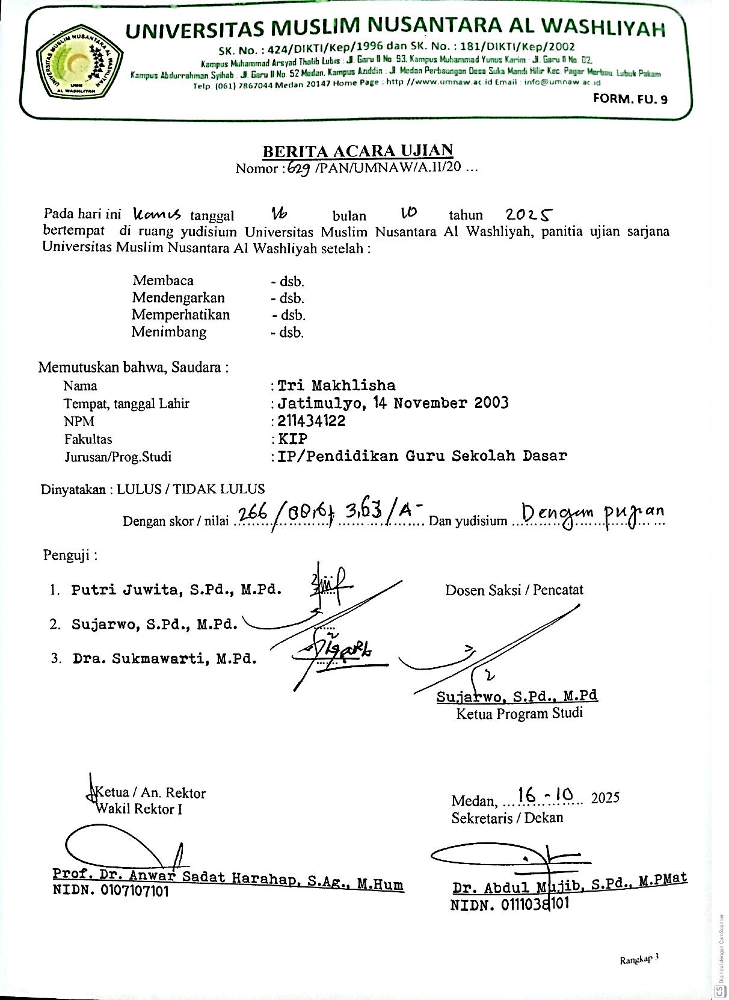 UNIVERSITAS MUSLIM NUSANTARA AL WASHLIYAH
SK. No. : 424/DIKTI/Kep/1996 dan SK. No. : 181/DIKTI/Kep/2002
Kampus Muhammad Arsyad Thalib Lubis : Jl. Garu II No. 93, Kampus Muhammad Yunus Karim : Jl. Garu II No. 02,
Kampus Abdurrahman Syihab : Jl. Garu II No. 52 Medan, Kampus Aziddin : Jl. Medan Perbaungan Desa Suka Mandi Hilir Kec. Pagar Merbau, Lubuk Pakam
Telp. (061) 7867044 Medan 20147 Home Page : http //www.umnaw.ac.id Email : info@umnaw.ac.id
FORM. FU. 9
UNIVERSITAS MUSLIM NUSANTARA AL WASHLIYAH
UMN
AL WASHLIYAH
BERITA ACARA UJIAN
Nomor : 629 /PAN/UMNAW/A.II/20 ...
Pada hari ini Kamis tanggal 16 bulan 10 tahun 2025
bertempat di ruang yudisium Universitas Muslim Nusantara Al Washliyah, panitia ujian sarjana
Universitas Muslim Nusantara Al Washliyah setelah :
Membaca - dsb.
Mendengarkan - dsb.
Memperhatikan - dsb.
Menimbang - dsb.
Memutuskan bahwa, Saudara :
Nama : Tri Makhlisha
Tempat, tanggal Lahir : Jatimulyo, 14 November 2003
NPM : 211434122
Fakultas : KIP
Jurusan/Prog.Studi : IP/Pendidikan Guru Sekolah Dasar
Dinyatakan : LULUS / TIDAK LULUS
Dengan skor / nilai 266 / 3,63 / A- Dan yudisium Dengan pujian
Penguji :
1. Putri Juwita, S.Pd., M.Pd. Dosen Saksi / Pencatat
2. Sujarwo, S.Pd., M.Pd.
3. Dra. Sukmawarti, M.Pd.
Sujarwo, S.Pd., M.Pd
Ketua Program Studi
Ketua / An. Rektor
Wakil Rektor I
Medan, 16 - 10 2025
Sekretaris / Dekan
Prof. Dr. Anwar Sadat Harahap, S.Ag., M.Hum
NIDN. 0107107101
Dr. Abdul Mujib, S.Pd., M.PMat
NIDN. 0111038101
Rangkap 3
CS Dipindai dengan CamScanner